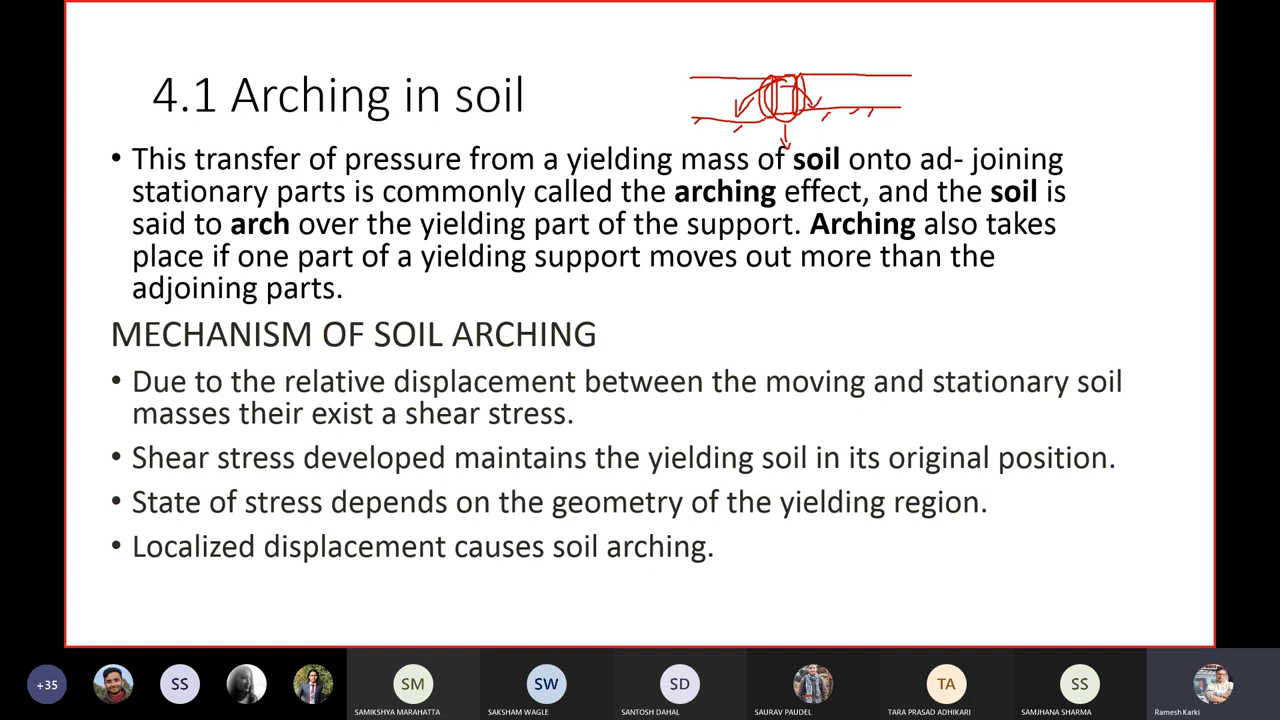 4.1 Arching in soil
• This transfer of pressure from a yielding mass of soil onto ad- joining
stationary parts is commonly called the arching effect, and the soil is
said to arch over the yielding part of the support. Arching also takes
place if one part of a yielding support moves out more than the
adjoining parts.
MECHANISM OF SOIL ARCHING
• Due to the relative displacement between the moving and stationary soil
masses their exist a shear stress.
• Shear stress developed maintains the yielding soil in its original position.
• State of stress depends on the geometry of the yielding region.
• Localized displacement causes soil arching.
+35
SS
SM
SW
SD
TA
SS
SAMIKSHYA MARAHATTA
SAKSHAM WAGLE
SANTOSH DAHAL
SAURAV PAUDEL
TARA PRASAD ADHIKARI
SAMJHANA SHARMA
Ramesh Karki